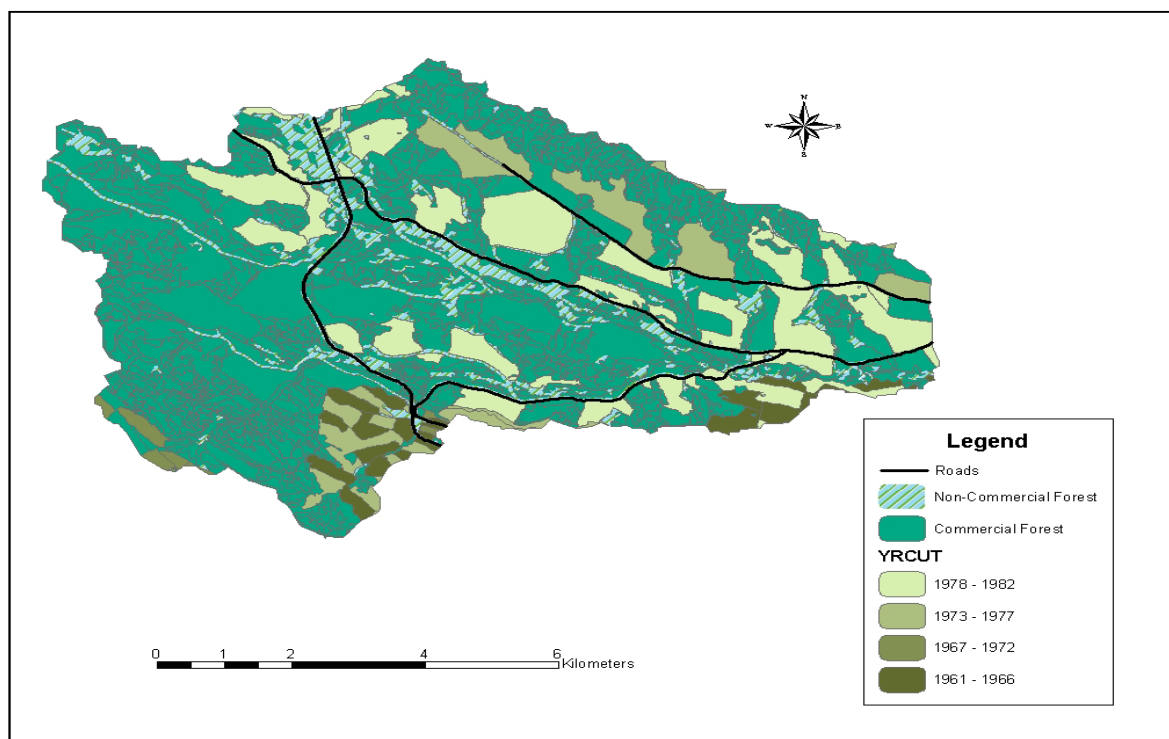 N
W E
S
Legend
Roads
Non-Commercial Forest
Commercial Forest
YRCUT
1978 - 1982
1973 - 1977
1967 - 1972
1961 - 1966
0 1 2 4 6
Kilometers